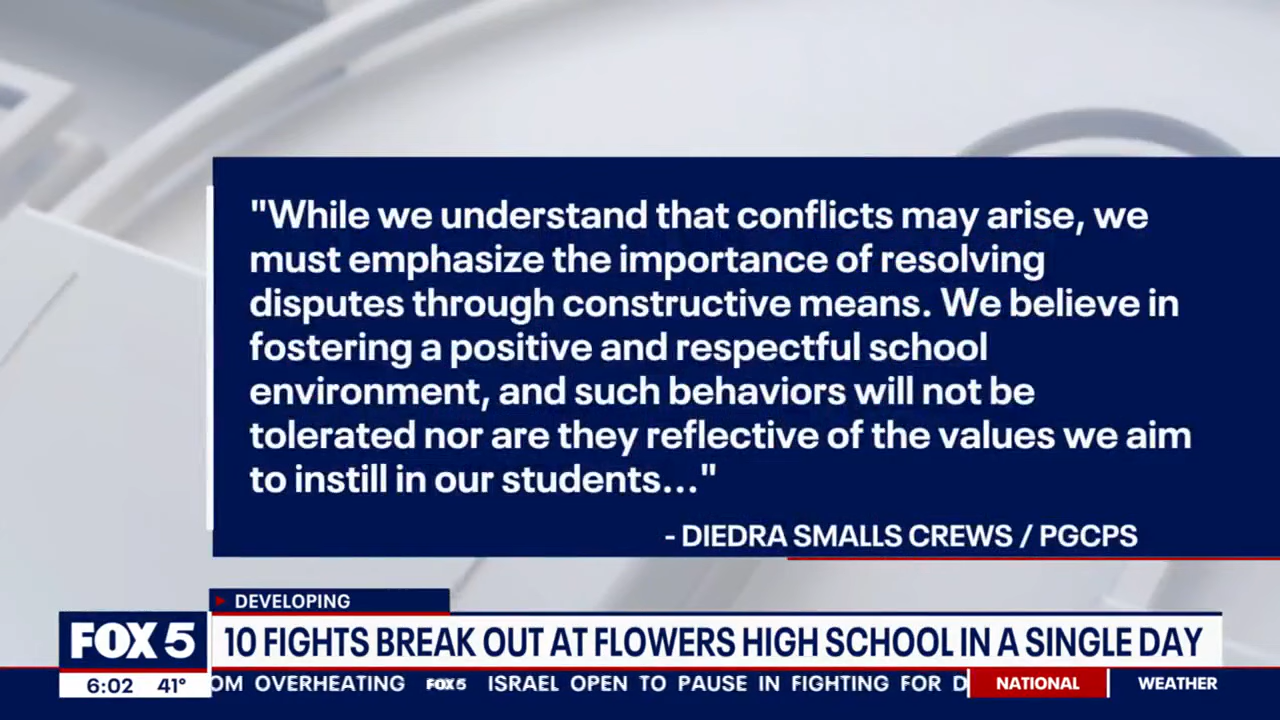 "While we understand that conflicts may arise, we
must emphasize the importance of resolving
disputes through constructive means. We believe in
fostering a positive and respectful school
environment, and such behaviors will not be
tolerated nor are they reflective of the values we aim
to instill in our students..."
- DIEDRA SMALLS CREWS / PGCPS
DEVELOPING
FOX 5
10 FIGHTS BREAK OUT AT FLOWERS HIGH SCHOOL IN A SINGLE DAY
6:02 41° OM OVERHEATING FOX 5 ISRAEL OPEN TO PAUSE IN FIGHTING FOR D NATIONAL WEATHER